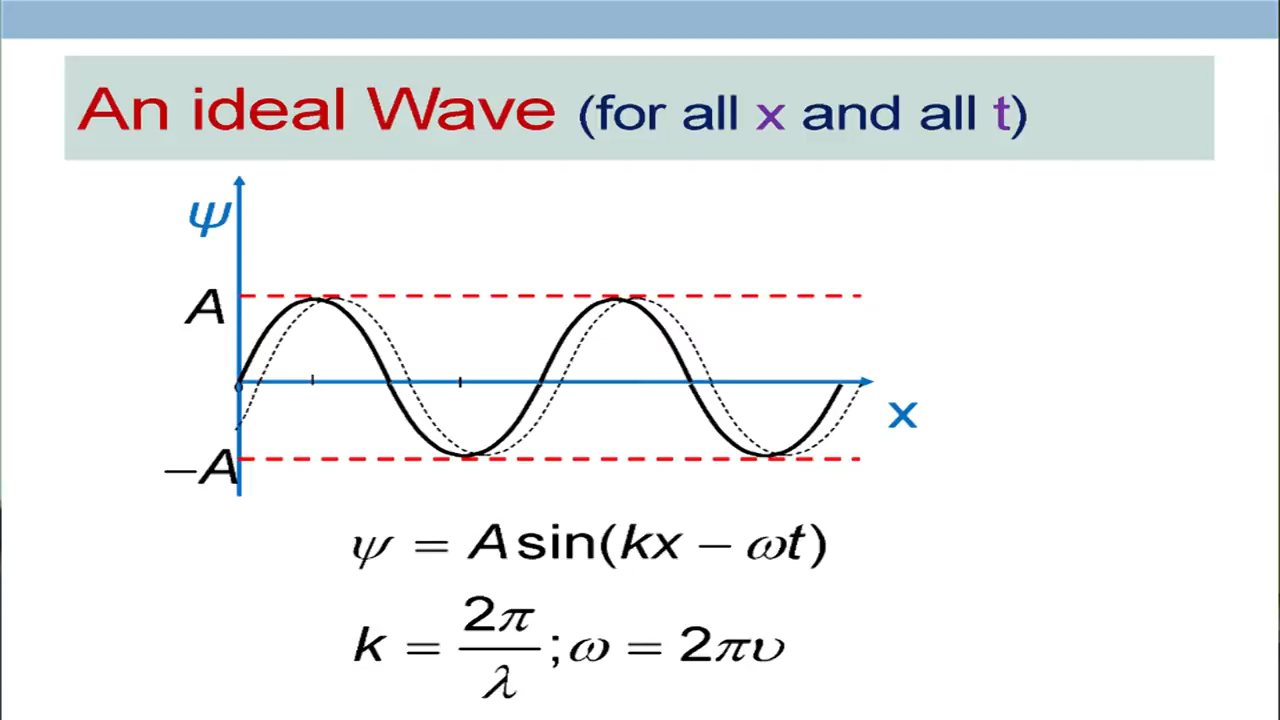 An ideal Wave (for all x and all t)
ψ
A
x
–A
ψ = A sin(kx – ωt)
k = 2π/λ ; ω = 2πυ